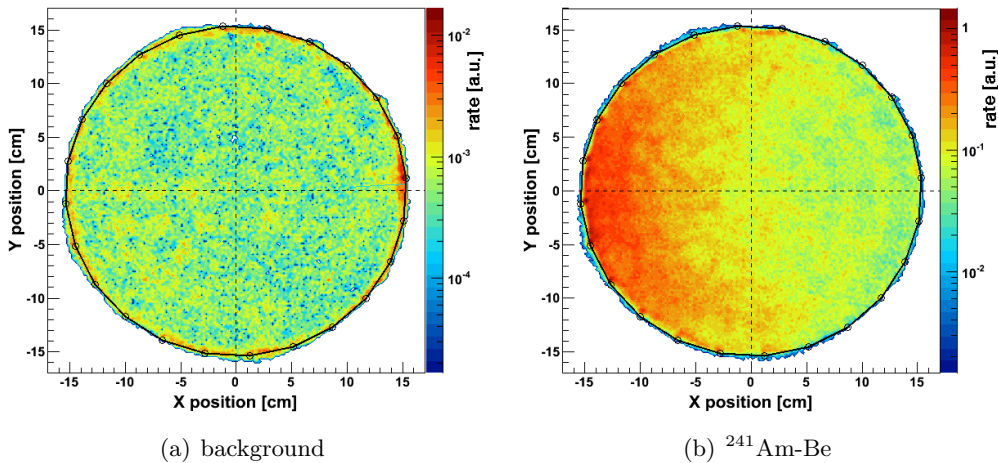 15
10
5
0
-5
-10
-15
-15 -10 -5 0 5 10 15
Y position [cm]
X position [cm]
10^-2
10^-3
10^-4
rate [a.u.]
(a) background
15
10
5
0
-5
-10
-15
-15 -10 -5 0 5 10 15
Y position [cm]
X position [cm]
1
10^-1
10^-2
rate [a.u.]
(b) ^241Am-Be